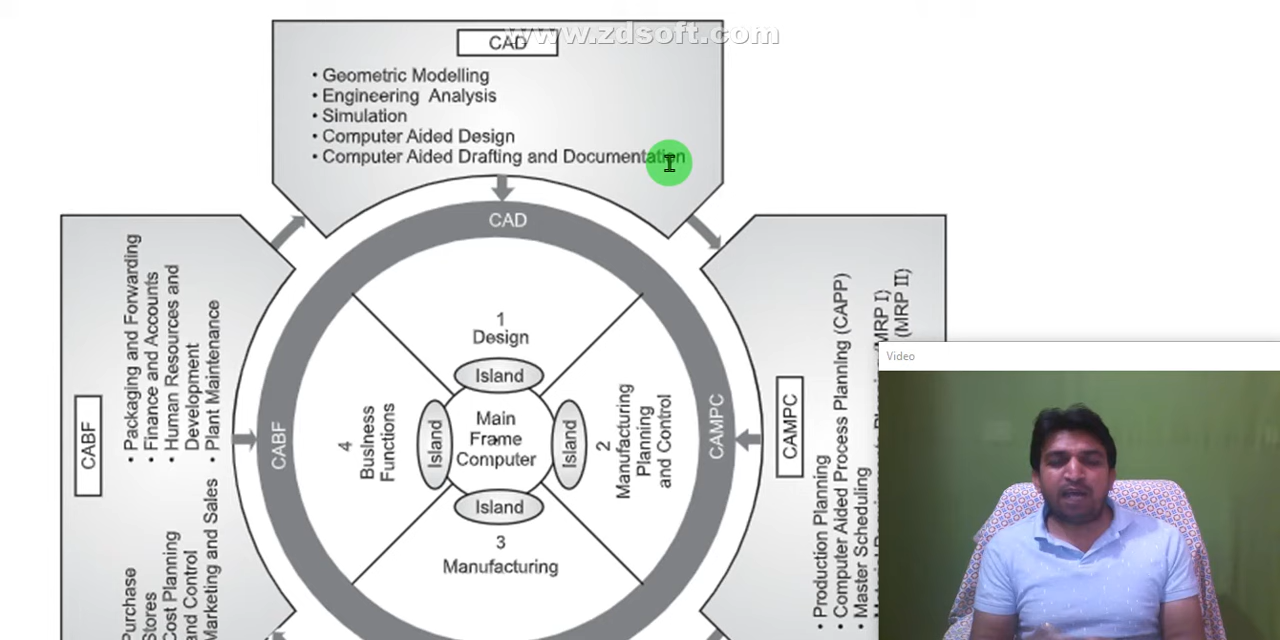 www.zdsoft.com
CAD
• Geometric Modelling
• Engineering Analysis
• Simulation
• Computer Aided Design
• Computer Aided Drafting and Documentation
CAD
1
Design
Island
Main
Frame
Computer
Island
Island
Island
2
Manufacturing
Planning
and Control
3
Manufacturing
4
Business
Functions
CABF
CABF
• Packaging and Forwarding
• Finance and Accounts
• Human Resources and
Development
• Plant Maintenance
Purchase
Stores
Cost Planning
and Control
Marketing and Sales
CAMPC
CAMPC
• Production Planning
• Computer Aided Process Planning (CAPP)
• Master Scheduling
(MRP I)
(MRP II)
Video